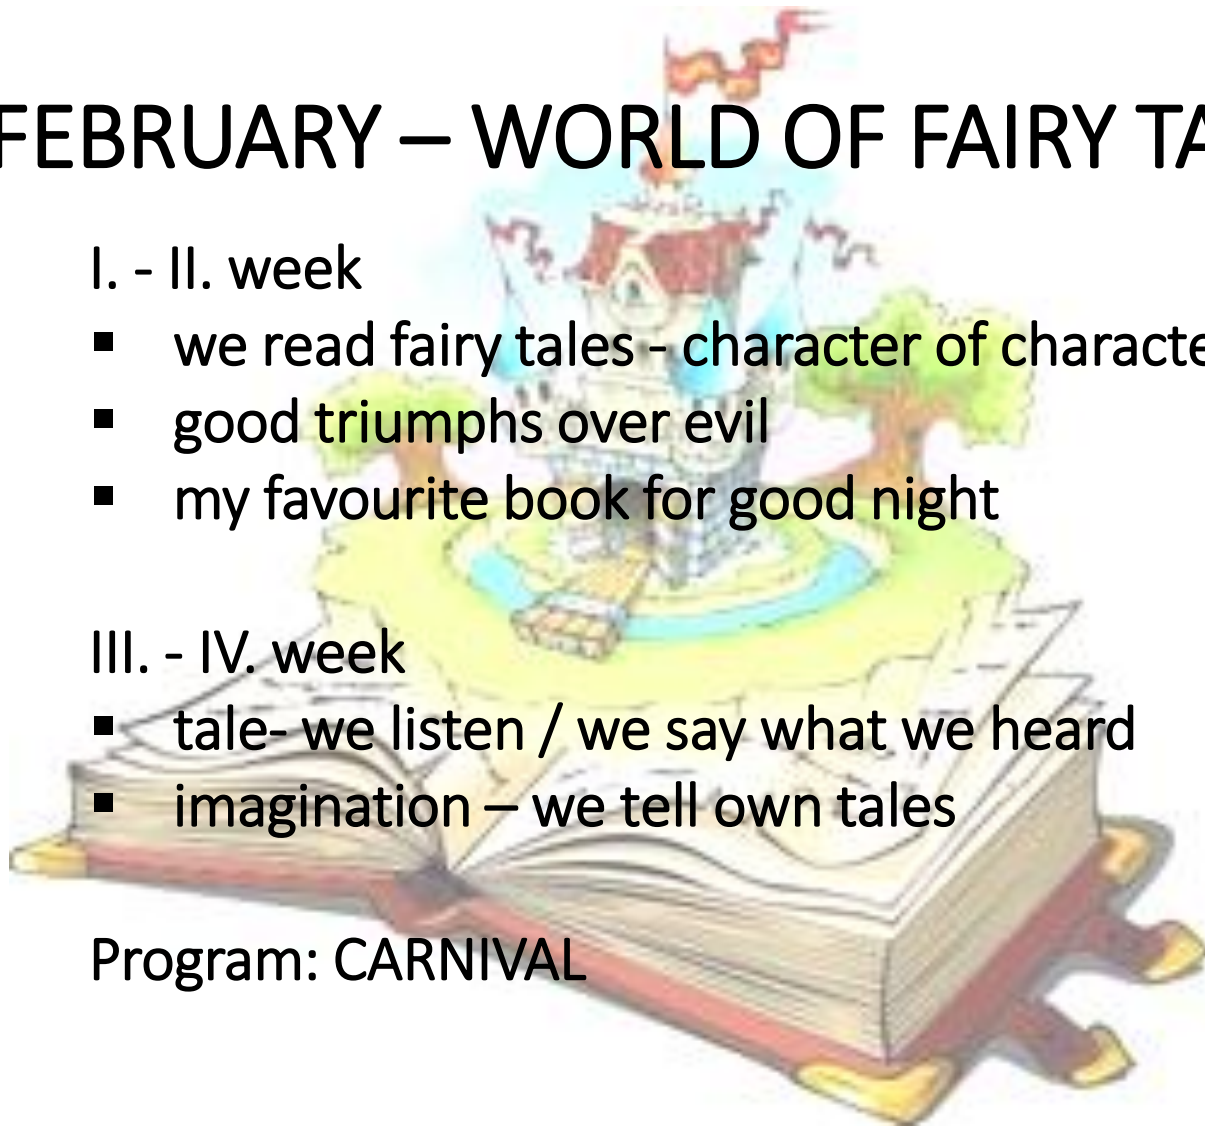 FEBRUARY – WORLD OF FAIRY TA
I. - II. week
▪ we read fairy tales - character of characte
▪ good triumphs over evil
▪ my favourite book for good night
III. - IV. week
▪ tale- we listen / we say what we heard
▪ imagination – we tell own tales
Program: CARNIVAL